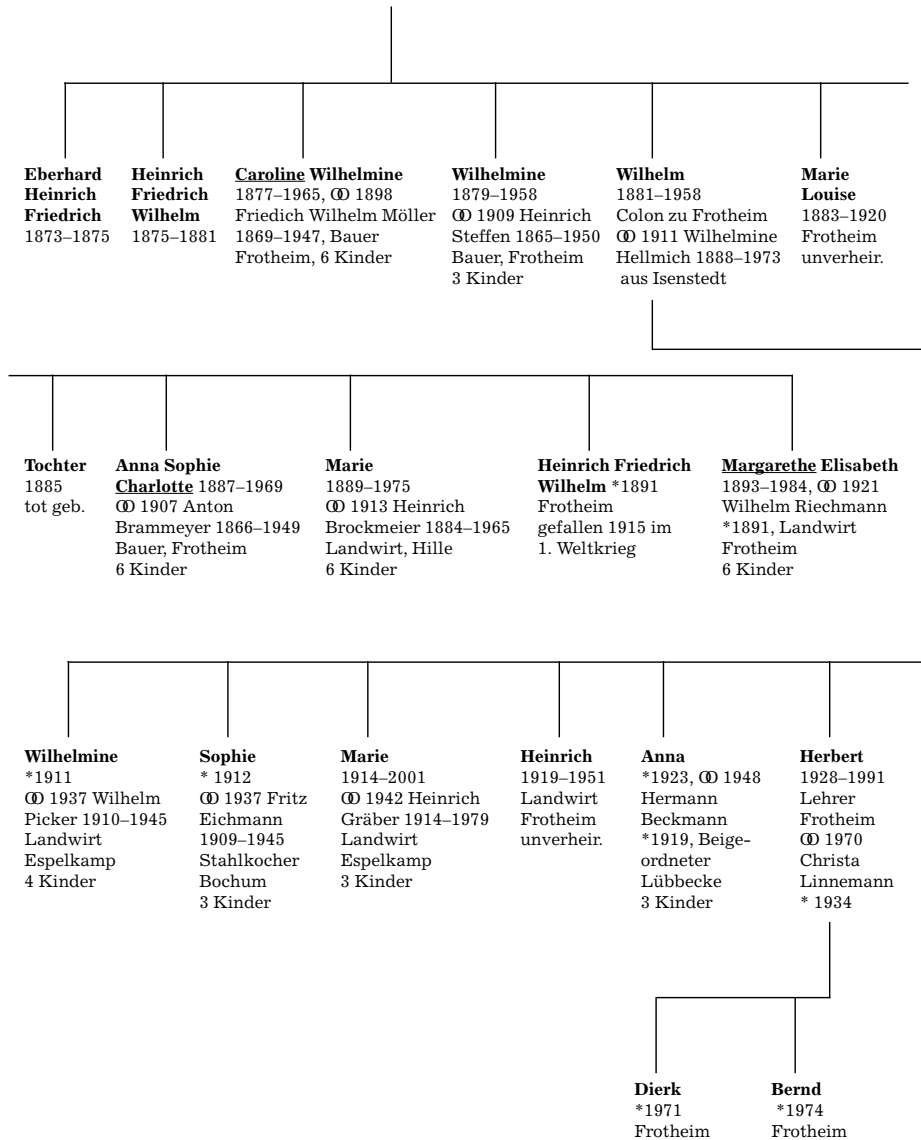 Eberhard
Heinrich
Friedrich
1873–1875
Heinrich
Friedrich
Wilhelm
1875–1881
Caroline Wilhelmine
1877–1965, ꝏ 1898
Friedich Wilhelm Möller
1869–1947, Bauer
Frotheim, 6 Kinder
Wilhelmine
1879–1958
ꝏ 1909 Heinrich
Steffen 1865–1950
Bauer, Frotheim
3 Kinder
Wilhelm
1881–1958
Colon zu Frotheim
ꝏ 1911 Wilhelmine
Hellmich 1888–1973
aus Isenstedt
Marie
Louise
1883–1920
Frotheim
unverheir.
Tochter
1885
tot geb.
Anna Sophie
Charlotte 1887–1969
ꝏ 1907 Anton
Brammeyer 1866–1949
Bauer, Frotheim
6 Kinder
Marie
1889–1975
ꝏ 1913 Heinrich
Brockmeier 1884–1965
Landwirt, Hille
6 Kinder
Heinrich Friedrich
Wilhelm *1891
Frotheim
gefallen 1915 im
1. Weltkrieg
Margarethe Elisabeth
1893–1984, ꝏ 1921
Wilhelm Riechmann
*1891, Landwirt
Frotheim
6 Kinder
Wilhelmine
*1911
ꝏ 1937 Wilhelm
Picker 1910–1945
Landwirt
Espelkamp
4 Kinder
Sophie
* 1912
ꝏ 1937 Fritz
Eichmann
1909–1945
Stahlkocher
Bochum
3 Kinder
Marie
1914–2001
ꝏ 1942 Heinrich
Gräber 1914–1979
Landwirt
Espelkamp
3 Kinder
Heinrich
1919–1951
Landwirt
Frotheim
unverheir.
Anna
*1923, ꝏ 1948
Hermann
Beckmann
*1919, Beige-
ordneter
Lübbecke
3 Kinder
Herbert
1928–1991
Lehrer
Frotheim
ꝏ 1970
Christa
Linnemann
* 1934
Dierk
*1971
Frotheim
Bernd
*1974
Frotheim